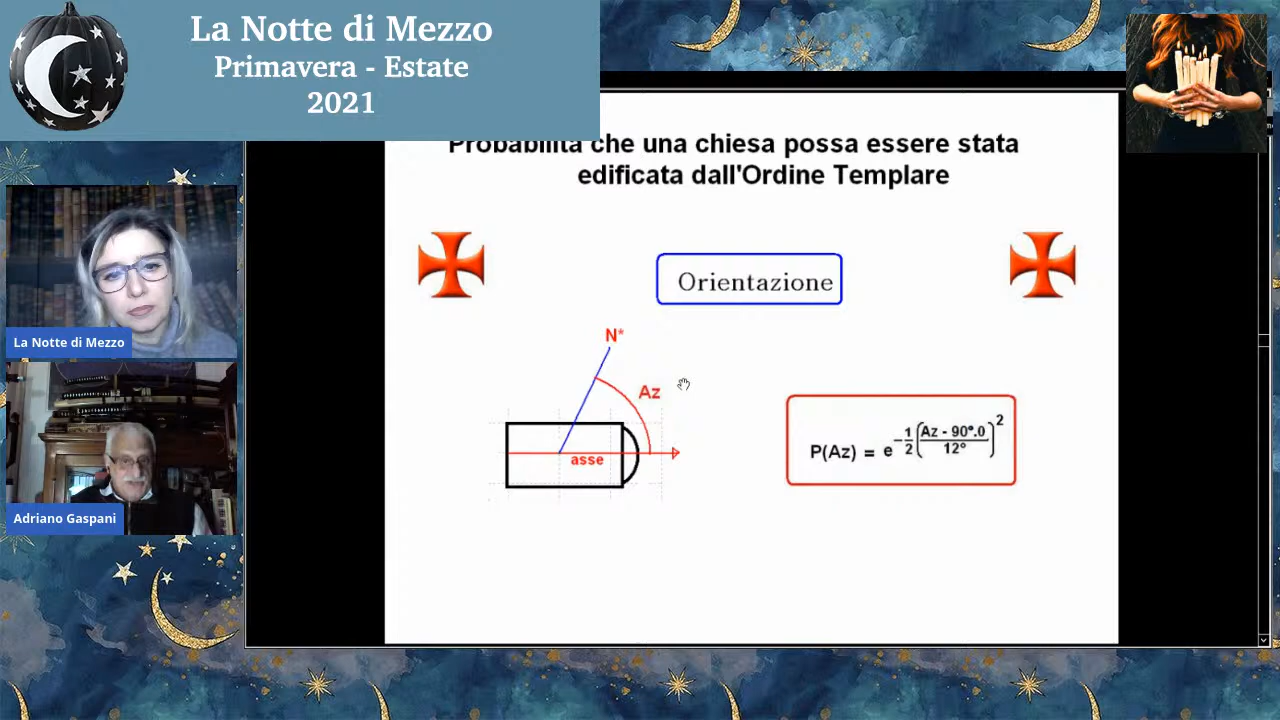 La Notte di Mezzo
Primavera - Estate
2021
Probabilità che una chiesa possa essere stata
edificata dall'Ordine Templare
Orientazione
N*
Az
asse
P(Az) = e^-1/2((Az - 90°.0)/12°)^2
La Notte di Mezzo
Adriano Gaspani